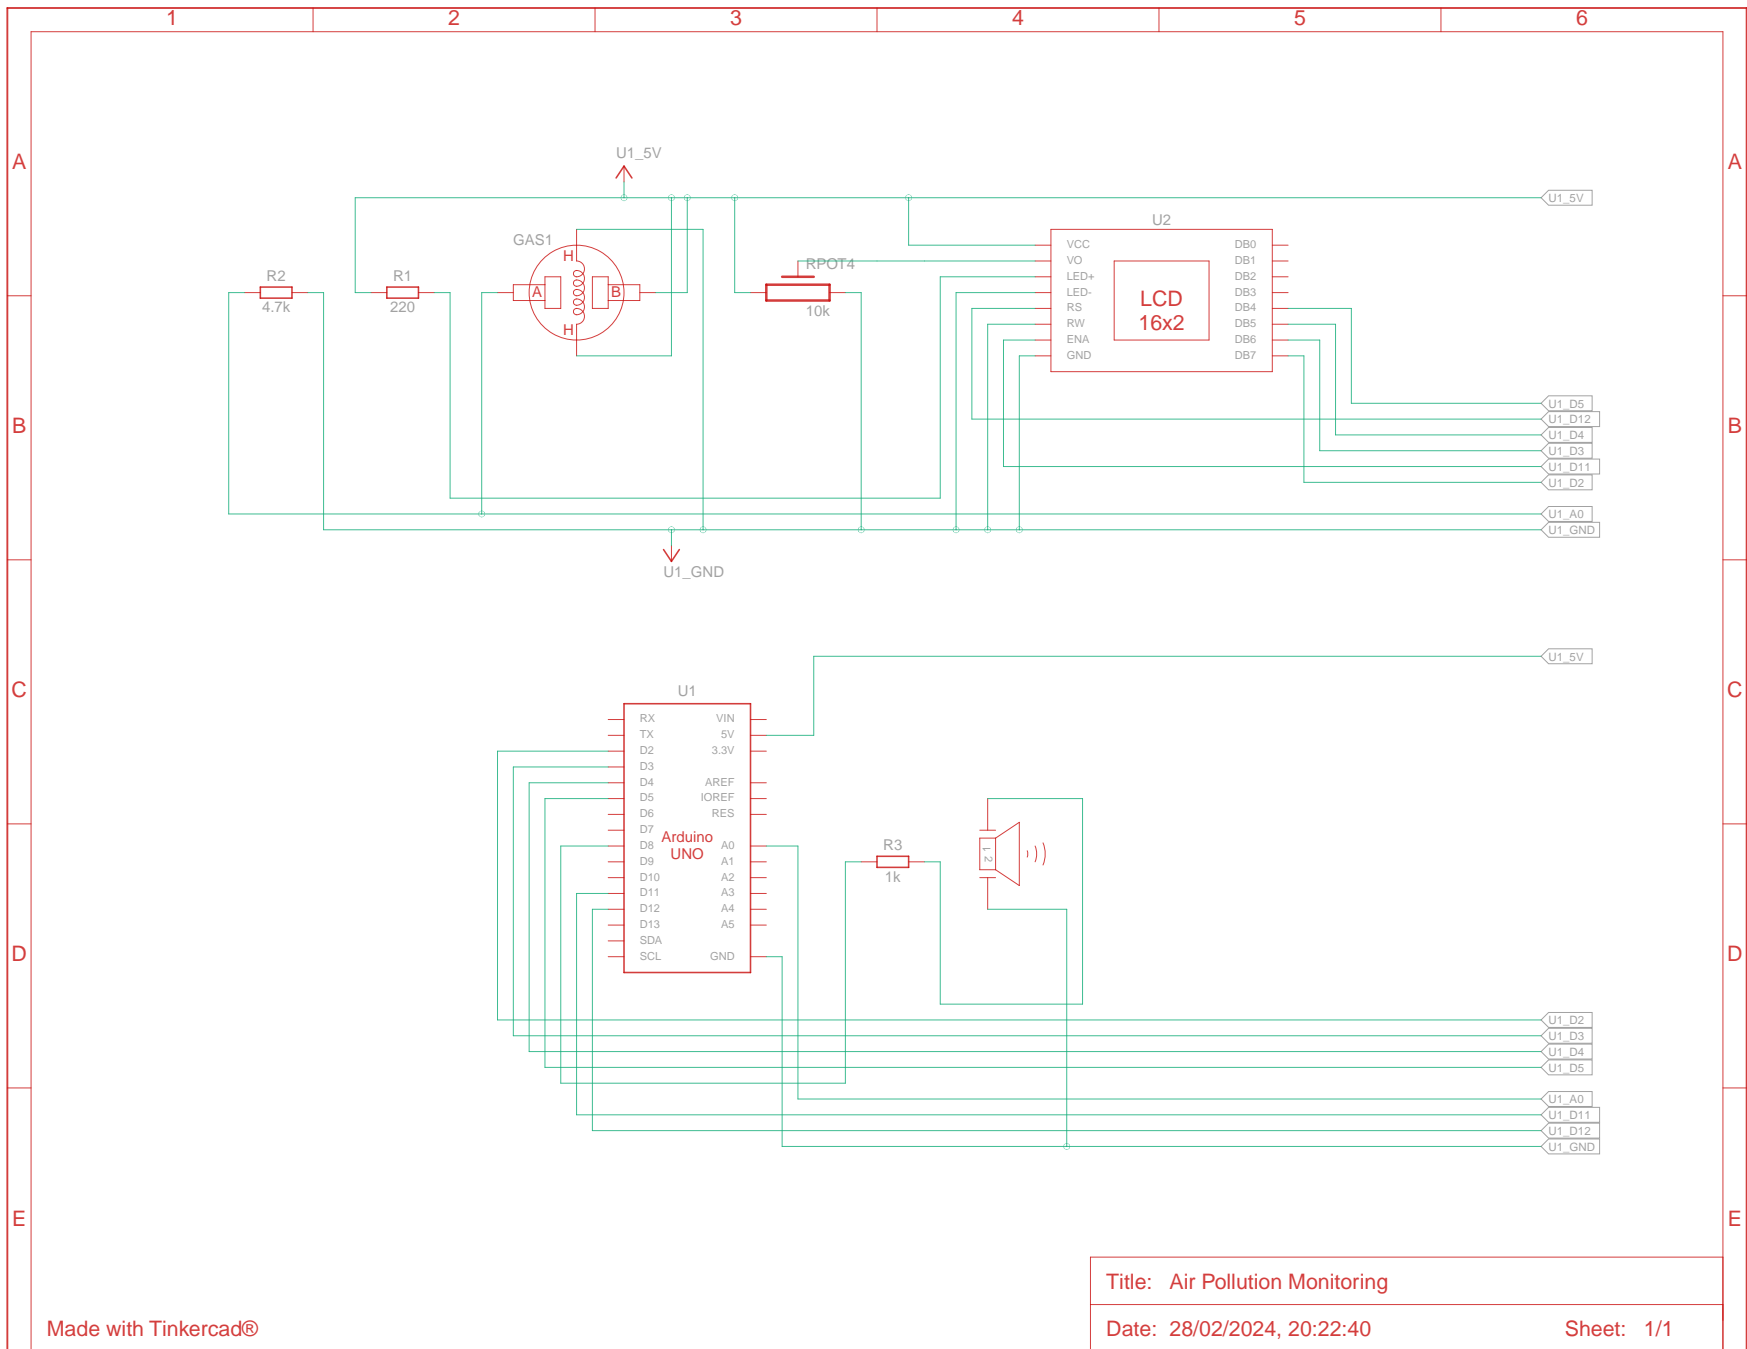 1 2 3 4 5 6
A A
U1_5V
U1_5V
U2
GAS1
VCC DB0
H
VO DB1
RPOT4
R2 R1
LED+ DB2
A B
LED- DB3
LCD
4.7k 220 10k
RS DB4
16x2
RW DB5
H
ENA DB6
GND DB7
U1_D5
U1_D12
B B
U1_D4
U1_D3
U1_D11
U1_D2
U1_A0
U1_GND
U1_GND
U1_5V
C C
U1
RX VIN
TX 5V
D2 3.3V
D3
D4 AREF
D5 IOREF
D6 RES
D7
Arduino
D8 A0
R3
UNO
1 2
D9 A1
D10 A2
1k
D11 A3
D12 A4
D13 A5
SDA
D D
SCL GND
U1_D2
U1_D3
U1_D4
U1_D5
U1_A0
U1_D11
U1_D12
U1_GND
E E
Title: Air Pollution Monitoring
Made with Tinkercad®
Date: 28/02/2024, 20:22:40 Sheet: 1/1